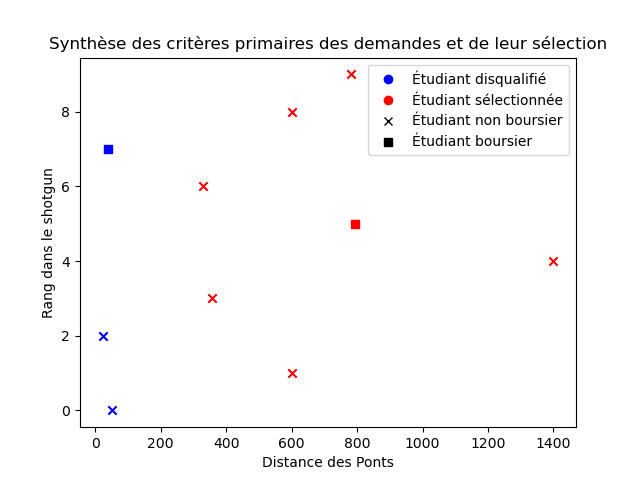 Synthèse des critères primaires des demandes et de leur sélection
Étudiant disqualifié
Étudiant sélectionnée
Étudiant non boursier
Étudiant boursier
8
6
4
2
0
Rang dans le shotgun
0 200 400 600 800 1000 1200 1400
Distance des Ponts